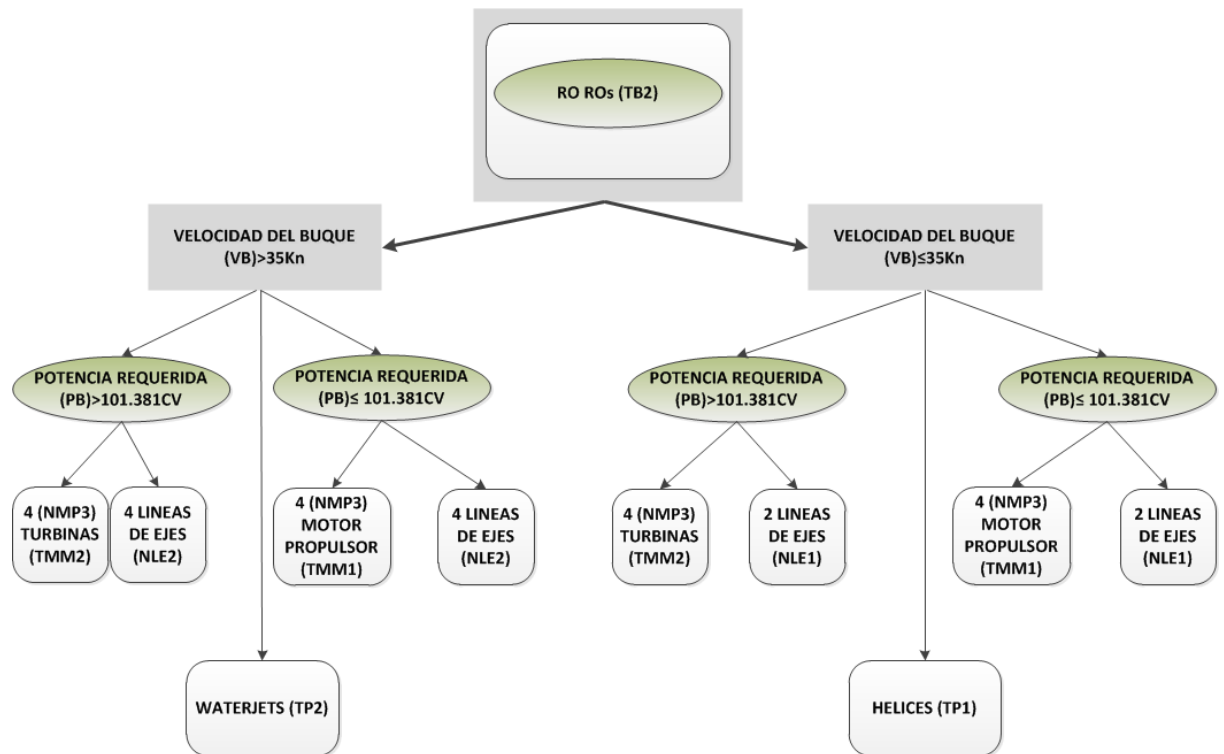 RO ROs (TB2)
VELOCIDAD DEL BUQUE
(VB)>35Kn
VELOCIDAD DEL BUQUE
(VB)≤35Kn
POTENCIA REQUERIDA
(PB)>101.381CV
POTENCIA REQUERIDA
(PB)≤ 101.381CV
POTENCIA REQUERIDA
(PB)>101.381CV
POTENCIA REQUERIDA
(PB)≤ 101.381CV
4 (NMP3)
TURBINAS
(TMM2)
4 LINEAS
DE EJES
(NLE2)
4 (NMP3)
MOTOR
PROPULSOR
(TMM1)
4 LINEAS
DE EJES
(NLE2)
4 (NMP3)
TURBINAS
(TMM2)
2 LINEAS
DE EJES
(NLE1)
4 (NMP3)
MOTOR
PROPULSOR
(TMM1)
2 LINEAS
DE EJES
(NLE1)
WATERJETS (TP2)
HELICES (TP1)